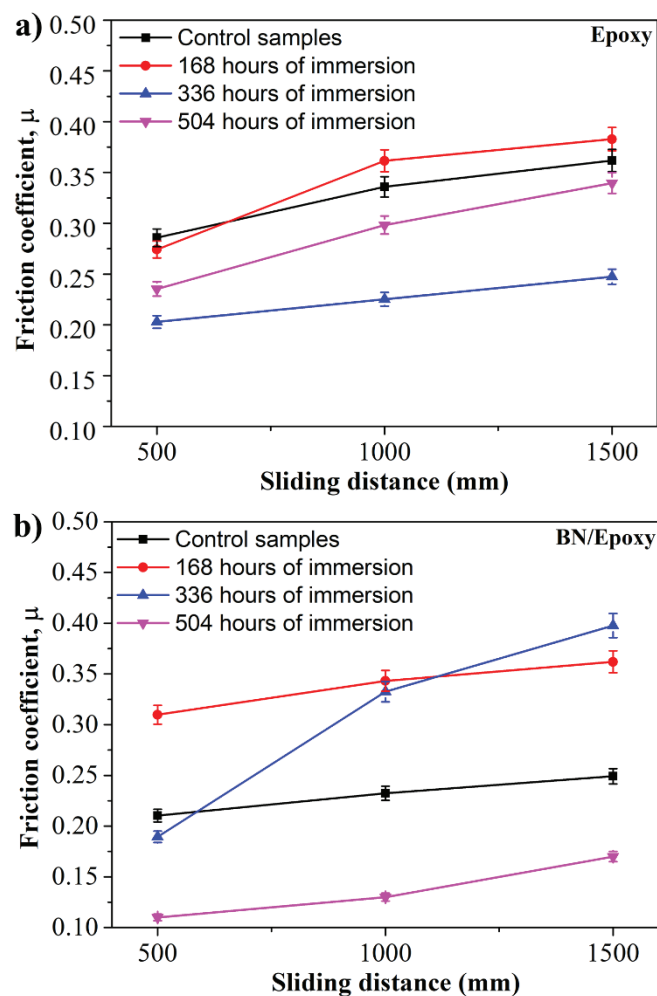 a)
Epoxy
Control samples
168 hours of immersion
336 hours of immersion
504 hours of immersion
Friction coefficient, μ
0.50
0.45
0.40
0.35
0.30
0.25
0.20
0.15
0.10
500 1000 1500
Sliding distance (mm)
b)
BN/Epoxy
Control samples
168 hours of immersion
336 hours of immersion
504 hours of immersion
Friction coefficient, μ
0.50
0.45
0.40
0.35
0.30
0.25
0.20
0.15
0.10
500 1000 1500
Sliding distance (mm)